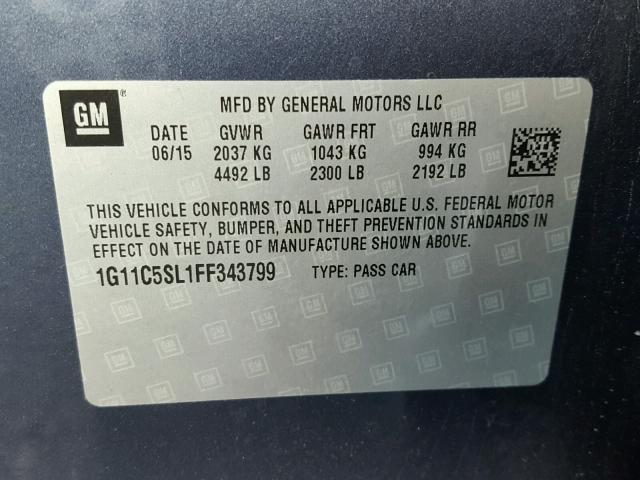 GM ® MFD BY GENERAL MOTORS LLC
DATE GVWR GAWR FRT GAWR RR
06/15 2037 KG 1043 KG 994 KG
4492 LB 2300 LB 2192 LB
THIS VEHICLE CONFORMS TO ALL APPLICABLE U.S. FEDERAL MOTOR
VEHICLE SAFETY, BUMPER, AND THEFT PREVENTION STANDARDS IN
EFFECT ON THE DATE OF MANUFACTURE SHOWN ABOVE.
1G11C5SL1FF343799 TYPE: PASS CAR